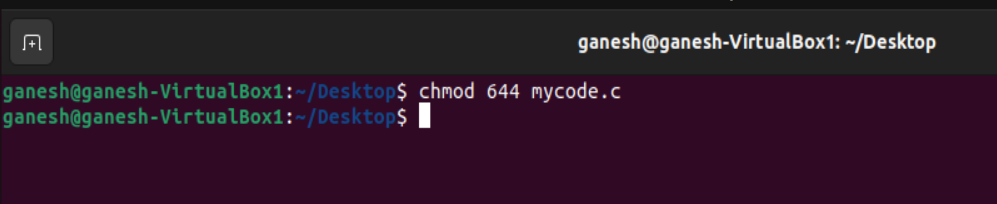 ganesh@ganesh-VirtualBox1: ~/Desktop
ganesh@ganesh-VirtualBox1:~/Desktop$ chmod 644 mycode.c
ganesh@ganesh-VirtualBox1:~/Desktop$